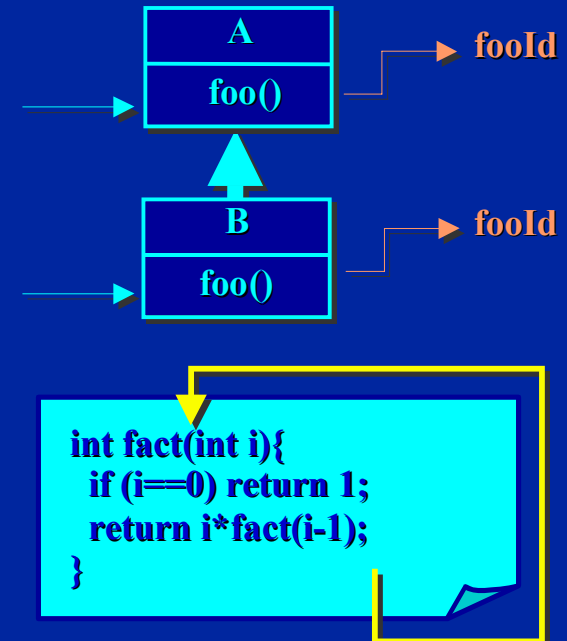 A
fooId
foo()
B
fooId
foo()
int fact(int i){
if (i==0) return 1;
return i*fact(i-1);
}